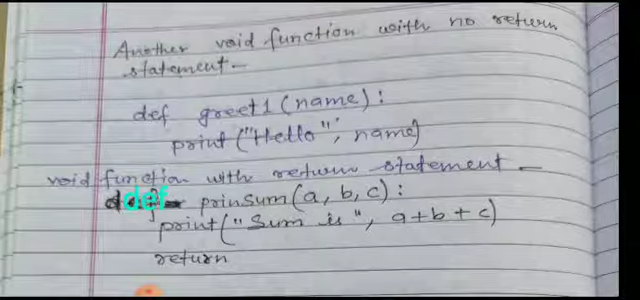 Another void function with no return
statement -
def greet1 (name) :
print ("Hello", name)
void function with return statement -
def prinSum (a, b, c) :
print ("Sum is", a+b+c)
return